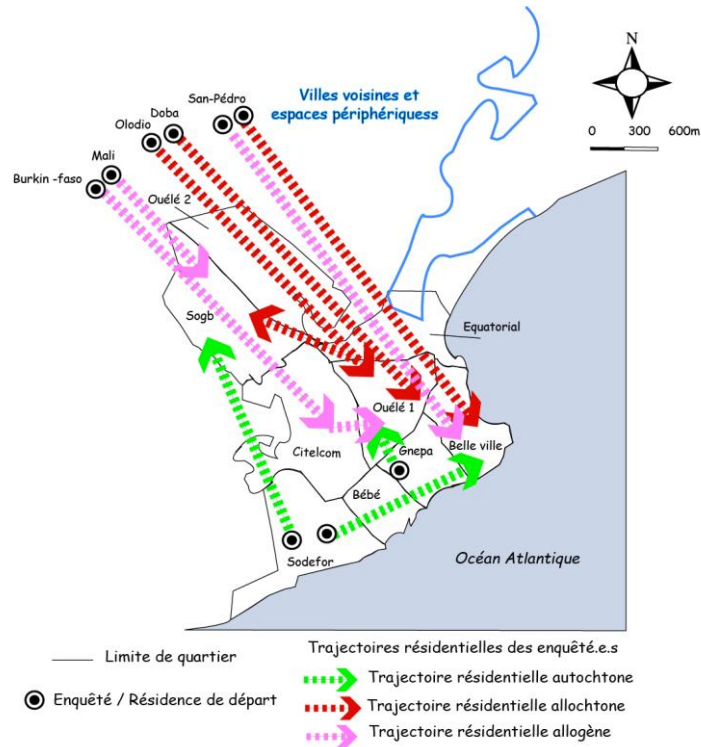 N
0 300 600m
San-Pédro
Doba
Olodio
Mali
Burkin -faso
Villes voisines et
espaces périphériquess
Ouélé 2
Sogb
Equatorial
Ouélé 1
Belle ville
Citelcom
Gnepa
Bébé
Sodefor
Océan Atlantique
Limite de quartier
Enquêté / Résidence de départ
Trajectoires résidentielles des enquêté.e.s
Trajectoire résidentielle autochtone
Trajectoire résidentielle allochtone
Trajectoire résidentielle allogène